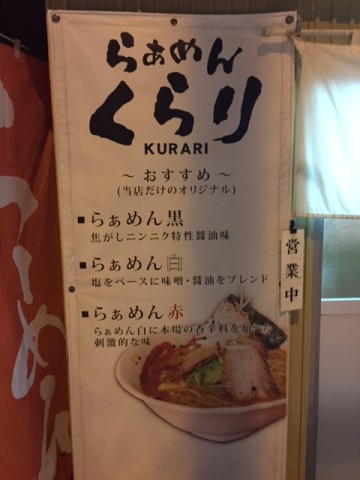 らぁめん
くらり
KURARI
~ おすすめ ~
(当店だけのオリジナル)
■らぁめん黒
焦がしニンニク特性醤油味
■らぁめん白
塩をベースに味噌・醤油をブレンド
■らぁめん赤
らぁめん白に本場の香辛料を加えた
刺激的な味
営業中